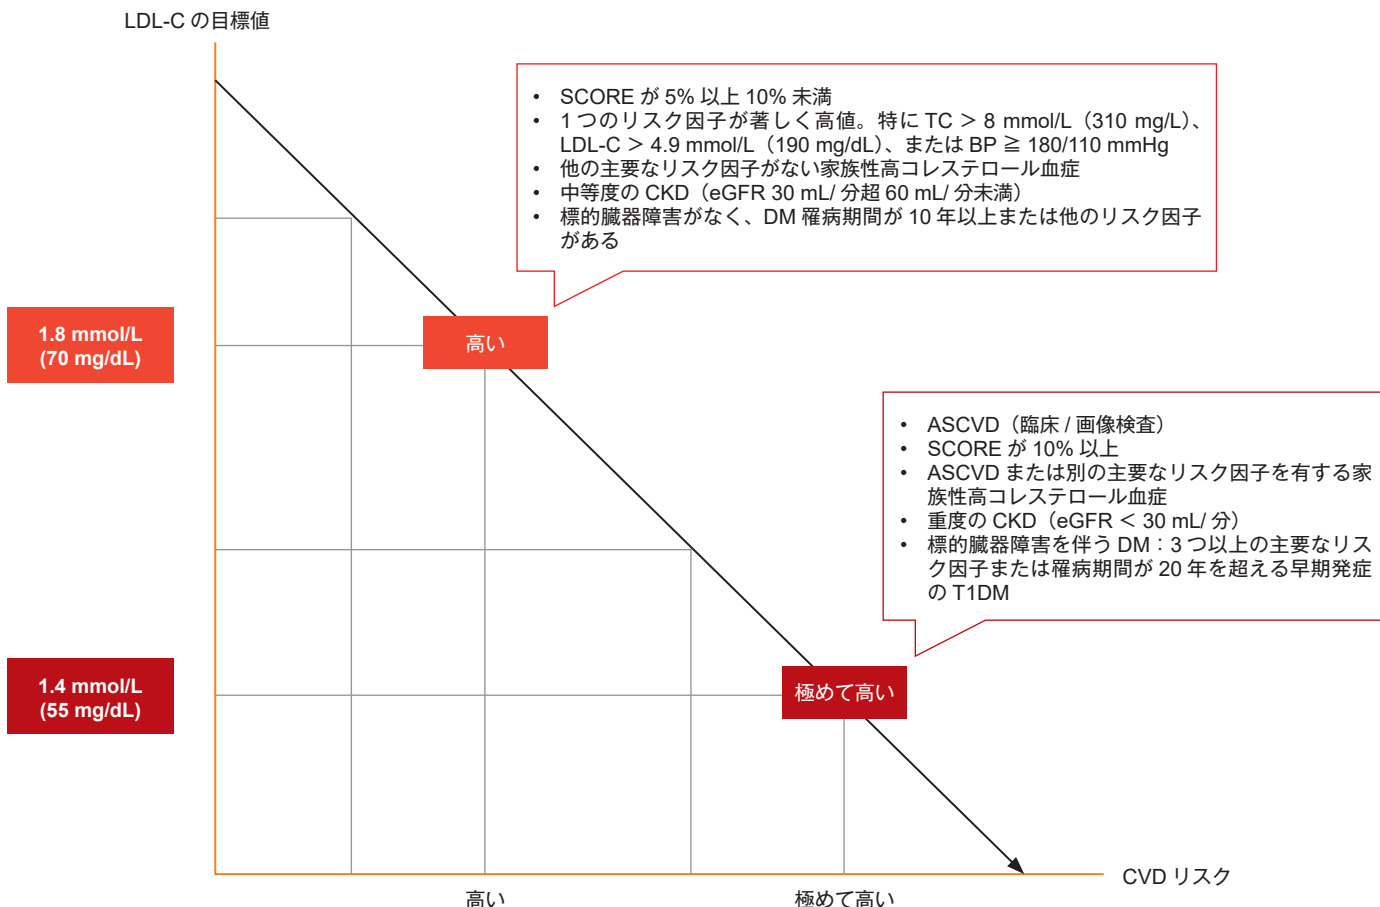 LDL-C の目標値
• SCORE が 5% 以上 10% 未満
• 1 つのリスク因子が著しく高値。特に TC > 8 mmol/L（310 mg/L）、
LDL-C > 4.9 mmol/L（190 mg/dL）、または BP ≧ 180/110 mmHg
• 他の主要なリスク因子がない家族性高コレステロール血症
• 中等度の CKD（eGFR 30 mL/ 分超 60 mL/ 分未満）
• 標的臓器障害がなく、DM 罹病期間が 10 年以上または他のリスク因子
がある
1.8 mmol/L
(70 mg/dL)
高い
• ASCVD（臨床 / 画像検査）
• SCORE が 10% 以上
• ASCVD または別の主要なリスク因子を有する家
族性高コレステロール血症
• 重度の CKD（eGFR < 30 mL/ 分）
• 標的臓器障害を伴う DM：3 つ以上の主要なリス
ク因子または罹病期間が 20 年を超える早期発症
の T1DM
1.4 mmol/L
(55 mg/dL)
極めて高い
CVD リスク
高い
極めて高い